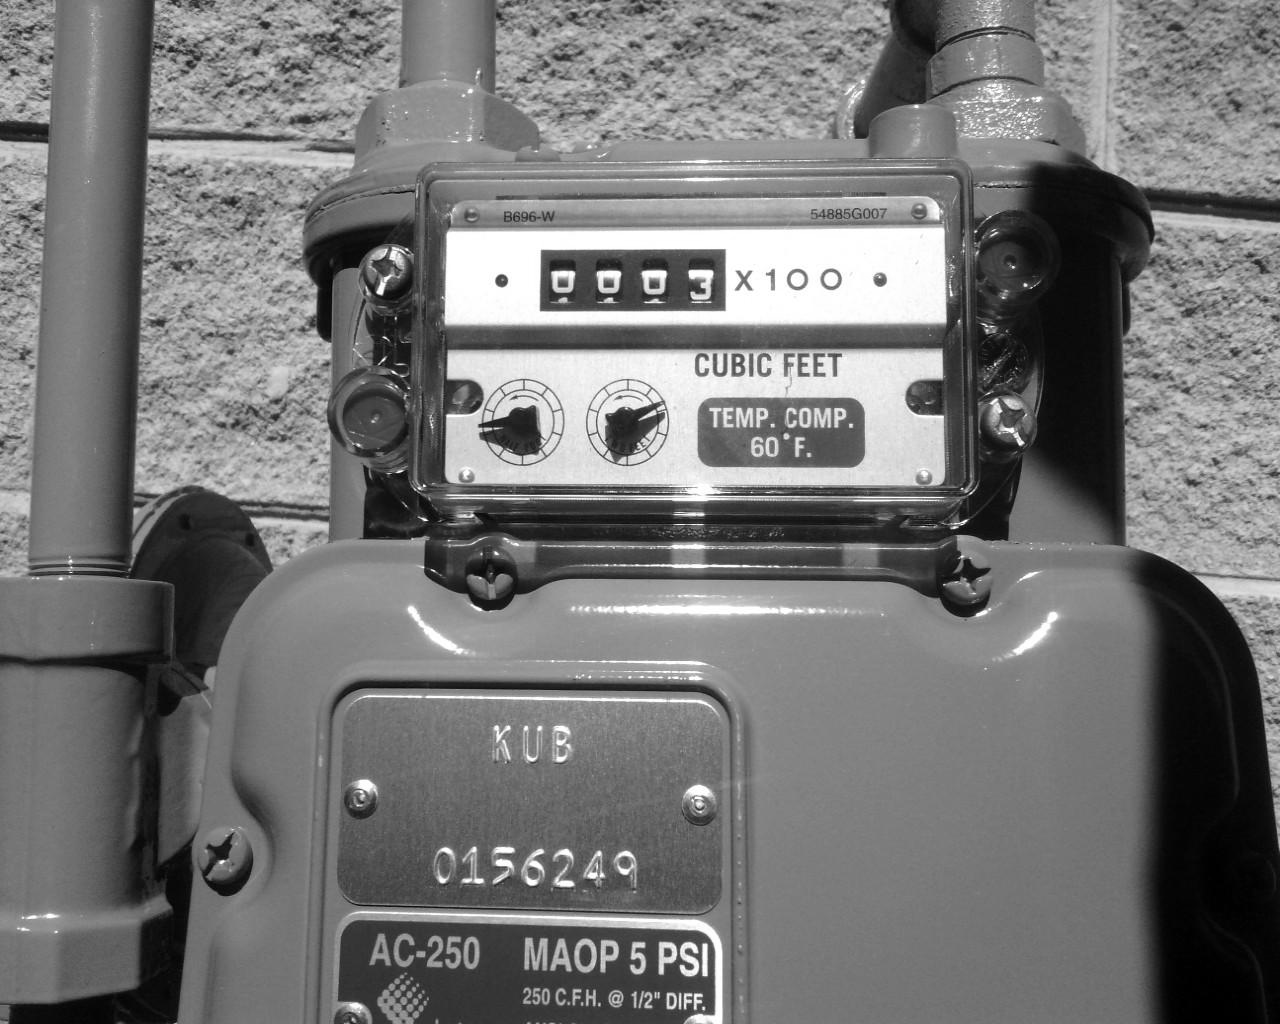 B696-W 54885G007
0003 X 100
CUBIC FEET
TEMP. COMP.
60°F.
KUB
0156249
AC-250 MAOP 5 PSI
250 C.F.H. @ 1/2" DIFF.